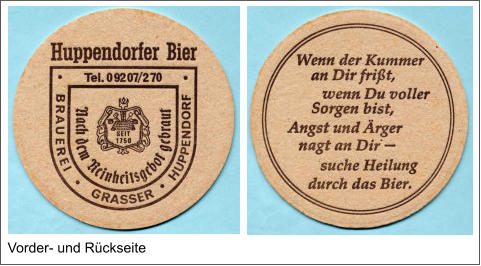 Huppendorfer Bier
Tel. 09207/270
BRAUEREI · GRASSER · HUPPENDORF
Nach dem Reinheitsgebot gebraut
SEIT
1750
Wenn der Kummer
an Dir frißt,
wenn Du voller
Sorgen bist,
Angst und Ärger
nagt an Dir —
suche Heilung
durch das Bier.
Vorder- und Rückseite